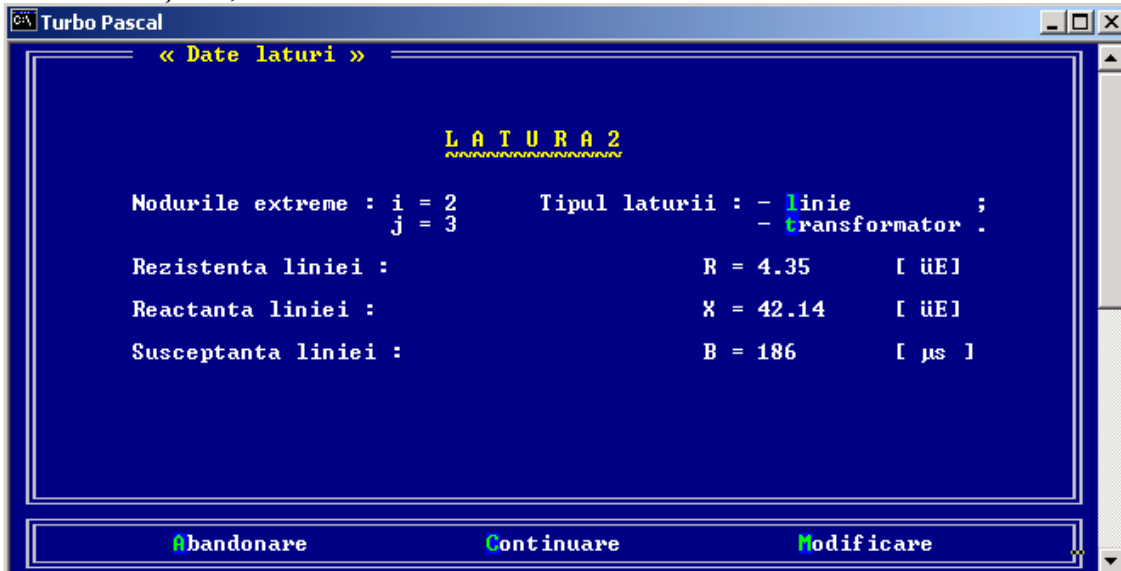 Turbo Pascal
« Date laturi »
L A T U R A 2
Nodurile extreme : i = 2 Tipul laturii : - linie ;
j = 3 - transformator .
Rezistenta liniei : R = 4.35 [ üE]
Reactanta liniei : X = 42.14 [ üE]
Susceptanta liniei : B = 186 [ µs ]
Abandonare Continuare Modificare